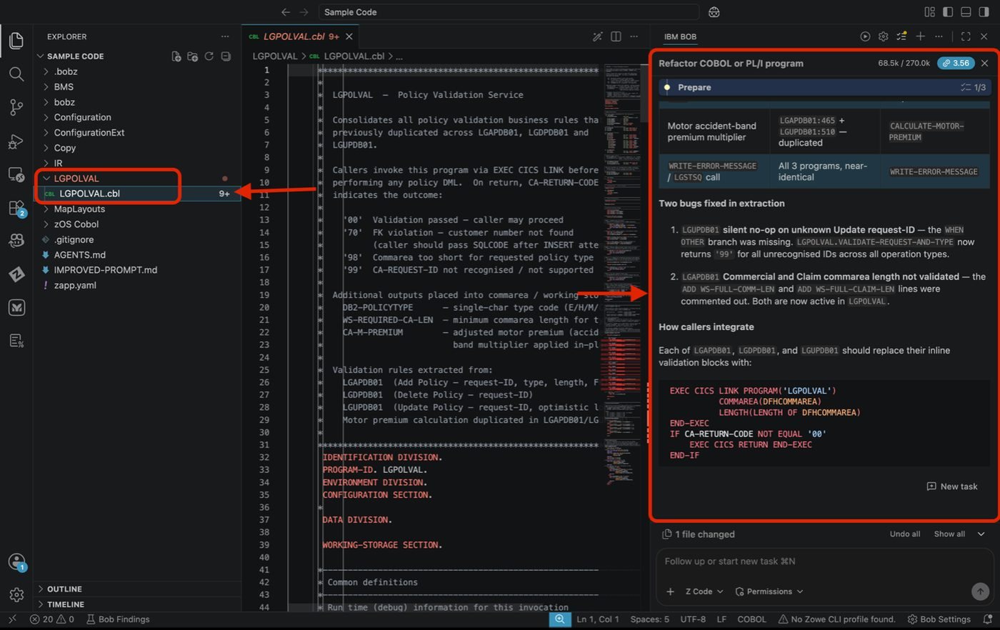 Sample Code
EXPLORER
SAMPLE CODE
.bobz
BMS
bobz
Configuration
ConfigurationExt
Copy
IR
LGPOLVAL
CBL LGPOLVAL.cbl 9+
MapLayouts
zOS Cobol
.gitignore
AGENTS.md
IMPROVED-PROMPT.md
! zapp.yaml
OUTLINE
TIMELINE
2
1
CBL LGPOLVAL.cbl 9+
LGPOLVAL > CBL LGPOLVAL.cbl > ...
1 ******************************************************
2 *
3 * LGPOLVAL – Policy Validation Service
4 *
5 * Consolidates all policy validation business rules tha
6 * previously duplicated across LGAPDB01, LGDPDB01 and
7 * LGUPDB01.
8 *
9 * Callers invoke this program via EXEC CICS LINK before
10 * performing any policy DML. On return, CA-RETURN-CODE
11 * indicates the outcome:
12 *
13 * '00' Validation passed – caller may proceed
14 * '70' FK violation – customer number not found
15 * (caller should pass SQLCODE after INSERT atte
16 * '98' Commarea too short for requested policy type
17 * '99' CA-REQUEST-ID not recognised / not supported
18 *
19 * Additional outputs placed into commarea / working sto
20 * DB2-POLICYTYPE – single-char type code (E/H/M/
21 * WS-REQUIRED-CA-LEN – minimum commarea length for t
22 * CA-M-PREMIUM – adjusted motor premium (accid
23 * band multiplier applied in-pl
24 *
25 * Validation rules extracted from:
26 * LGAPDB01 (Add Policy – request-ID, type, length, F
27 * LGDPDB01 (Delete Policy – request-ID)
28 * LGUPDB01 (Update Policy – request-ID, optimistic l
29 * Motor premium calculation duplicated in LGAPDB01/LG
30 *
31 ******************************************************
32 IDENTIFICATION DIVISION.
33 PROGRAM-ID. LGPOLVAL.
34 ENVIRONMENT DIVISION.
35 CONFIGURATION SECTION.
36 *
37 DATA DIVISION.
38
39 WORKING-STORAGE SECTION.
40
41 *------------------------------------------------------
42 * Common definitions
43 *------------------------------------------------------
44 * Run time (debug) information for this invocation
IBM BOB
Refactor COBOL or PL/I program 68.5k / 270.0k 3.56
Prepare 1/3
Motor accident-band premium multiplier
LGAPDB01:465 + LGUPDB01:510 — duplicated
CALCULATE-MOTOR-PREMIUM
WRITE-ERROR-MESSAGE / LGSTSQ call
All 3 programs, near-identical
WRITE-ERROR-MESSAGE
Two bugs fixed in extraction
1. LGUPDB01 silent no-op on unknown Update request-ID — the WHEN
OTHER branch was missing. LGPOLVAL.VALIDATE-REQUEST-AND-TYPE now
returns '99' for all unrecognised IDs across all operation types.
2. LGAPDB01 Commercial and Claim commarea length not validated — the
ADD WS-FULL-COMM-LEN and ADD WS-FULL-CLAIM-LEN lines were
commented out. Both are now active in LGPOLVAL.
How callers integrate
Each of LGAPDB01, LGDPDB01, and LGUPDB01 should replace their inline
validation blocks with:
EXEC CICS LINK PROGRAM('LGPOLVAL')
COMMAREA(DFHCOMMAREA)
LENGTH(LENGTH OF DFHCOMMAREA)
END-EXEC
IF CA-RETURN-CODE NOT EQUAL '00'
EXEC CICS RETURN END-EXEC
END-IF
New task
1 file changed Undo all Show all
Follow up or start new task ⌘N
Z Code Permissions
20 0 Bob Findings Ln 1, Col 1 Spaces: 5 UTF-8 LF COBOL No Zowe CLI profile found. Bob Settings